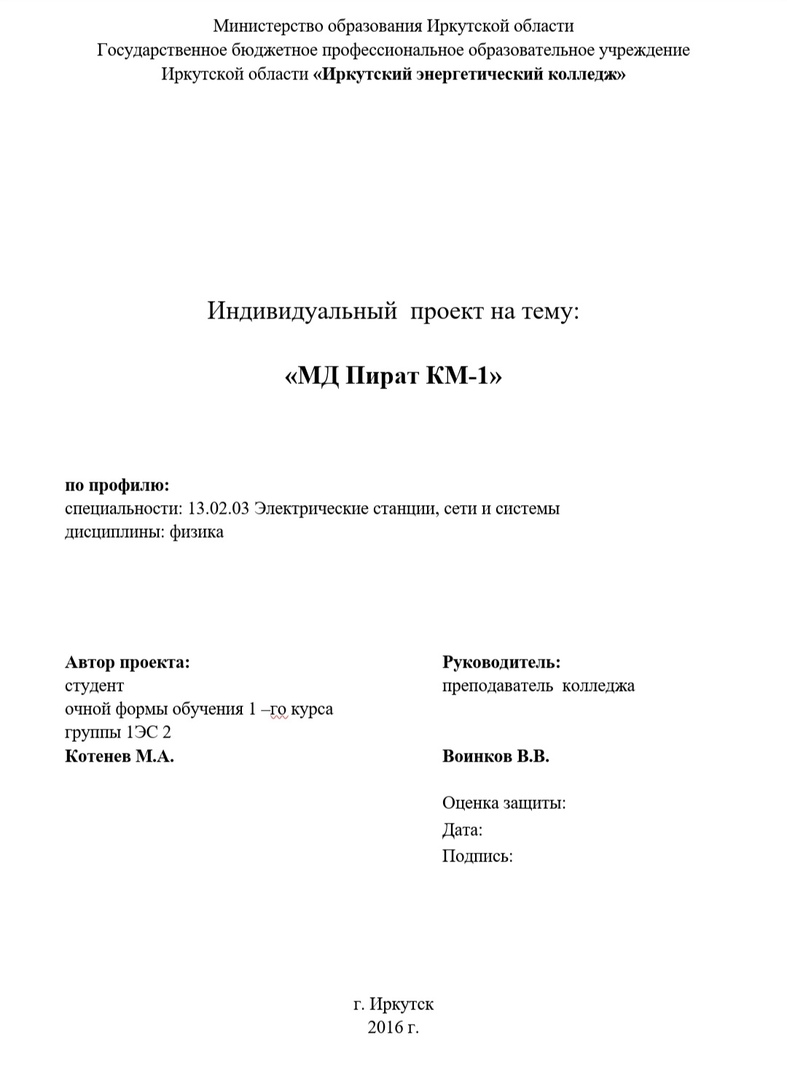 Министерство образования Иркутской области
Государственное бюджетное профессиональное образовательное учреждение
Иркутской области «Иркутский энергетический колледж»
Индивидуальный  проект на тему:
«МД Пират КМ-1»
по профилю:
специальности: 13.02.03 Электрические станции, сети и системы
дисциплины: физика
Автор проекта:
студент
очной формы обучения 1 –го курса
группы 1ЭС 2
Котенев М.А.
Руководитель:
преподаватель  колледжа
Воинков В.В.
Оценка защиты:
Дата:
Подпись:
г. Иркутск
2016 г.